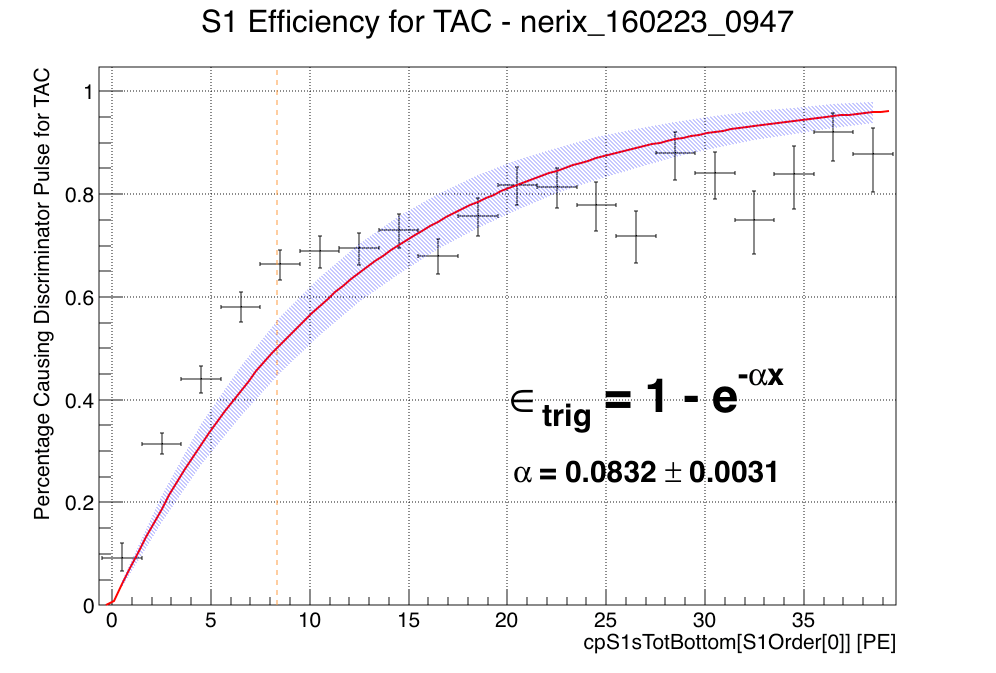 S1 Efficiency for TAC - nerix_160223_0947
Percentage Causing Discriminator Pulse for TAC
1
0.8
0.6
0.4
0.2
0
ϵ trig = 1 - e^-αx
α = 0.0832 ± 0.0031
0 5 10 15 20 25 30 35
cpS1sTotBottom[S1Order[0]] [PE]